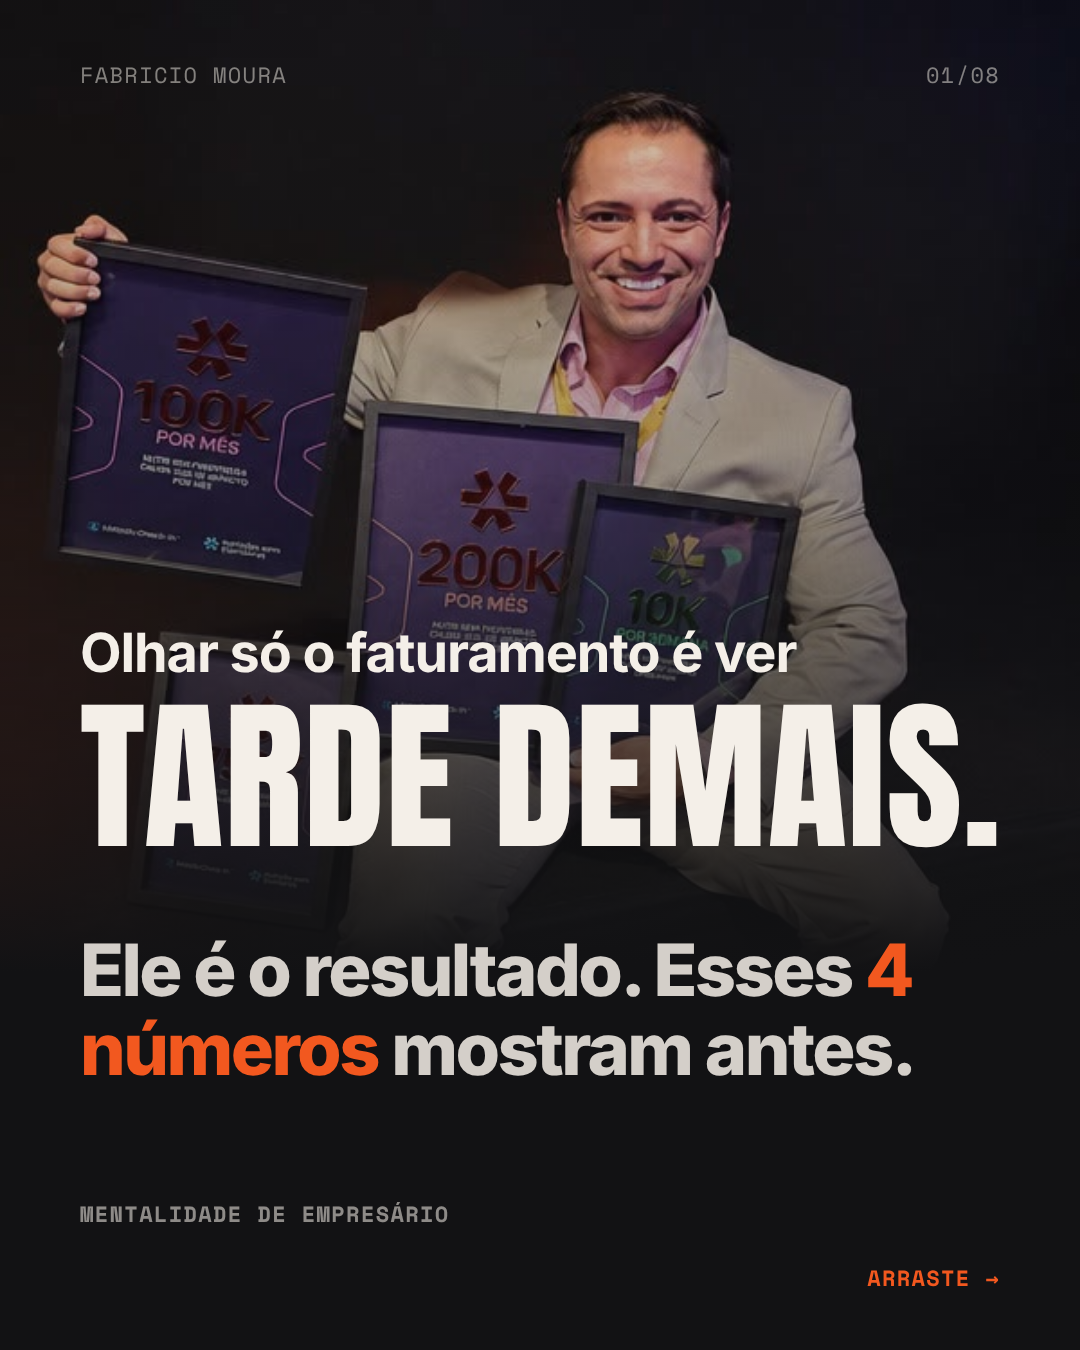 FABRICIO MOURA
01/08
100K
POR MÊS
200K
POR MÊS
10K
Olhar só o faturamento é ver
TARDE DEMAIS.
Ele é o resultado. Esses 4
números mostram antes.
MENTALIDADE DE EMPRESÁRIO
ARRASTE →